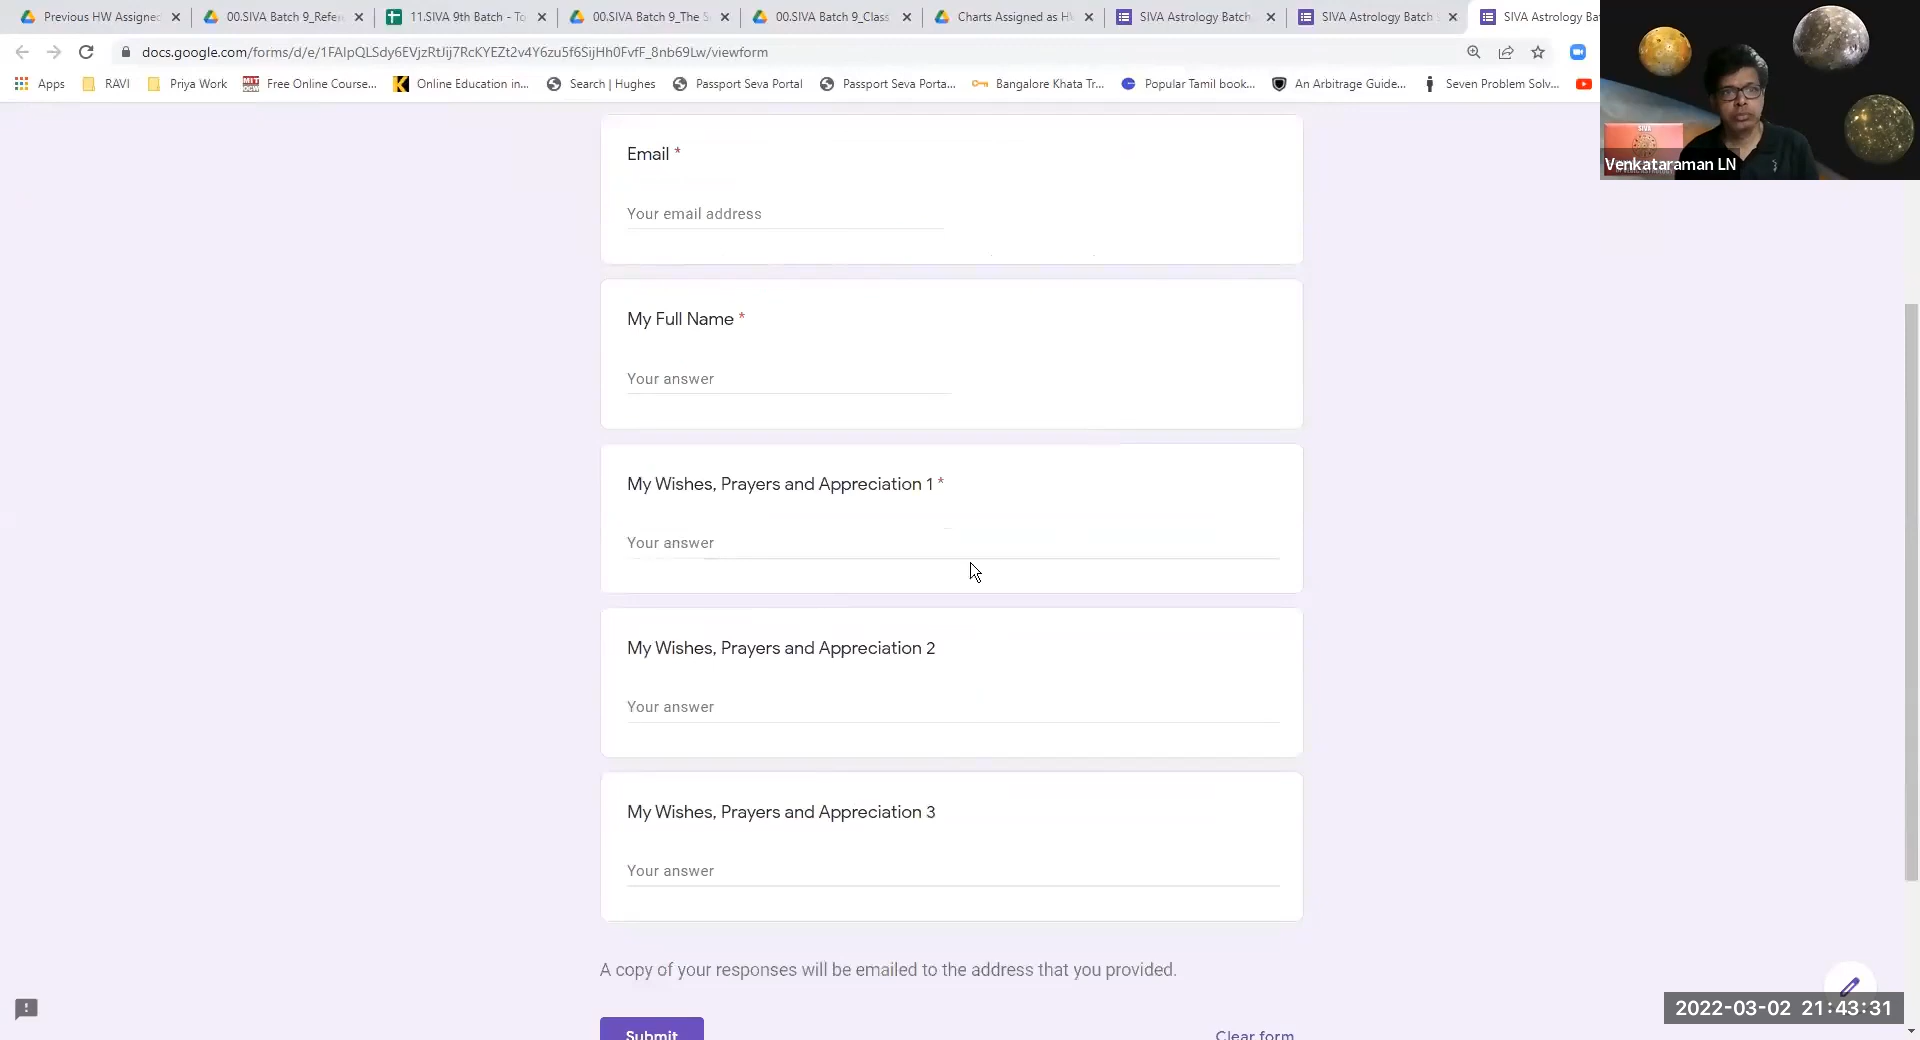 Previous HW Assigned
00.SIVA Batch 9_Refe
11.SIVA 9th Batch - To
00.SIVA Batch 9_The S
00.SIVA Batch 9_Class
Charts Assigned as H
SIVA Astrology Batch
SIVA Astrology Batch
SIVA Astrology Ba
docs.google.com/forms/d/e/1FAIpQLSdy6EVjzRtJij7RcKYEZt2v4Y6zu5f6SijHh0FvfF_8nb69Lw/viewform
Apps
RAVI
Priya Work
Free Online Course...
Online Education in...
Search | Hughes
Passport Seva Portal
Passport Seva Porta...
Bangalore Khata Tr...
Popular Tamil book...
An Arbitrage Guide...
Seven Problem Solv...
SIVA
Venkataraman LN
Email *
Your email address
My Full Name *
Your answer
My Wishes, Prayers and Appreciation 1 *
Your answer
My Wishes, Prayers and Appreciation 2
Your answer
My Wishes, Prayers and Appreciation 3
Your answer
A copy of your responses will be emailed to the address that you provided.
Submit
Clear form
2022-03-02 21:43:31